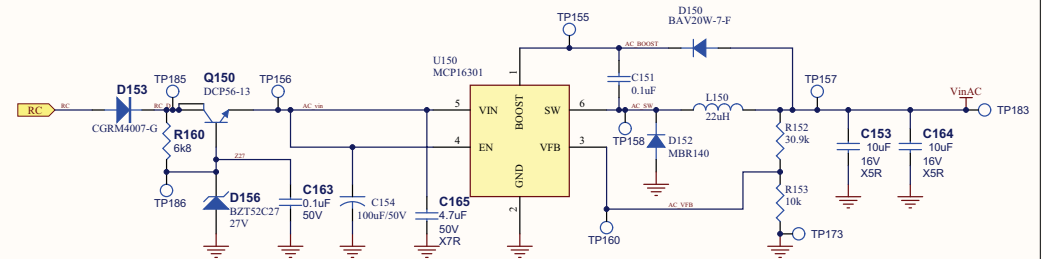 D150
BAV20W-7-F
TP155
AC_BOOST
U150
MCP16301
D153
TP185
Q150
DCP56-13
TP156
C151
0.1uF
TP157
VinAC
RC
RC
RC_D
AC_vin
1
BOOST
5
VIN
SW
6
AC_SW
L150
22uH
TP183
CGRM4007-G
R160
6k8
4
EN
VFB
3
TP158
D152
MBR140
R152
30.9k
C153
10uF
16V
X5R
C164
10uF
16V
X5R
Z27
GND
2
TP186
D156
BZT52C27
27V
C163
0.1uF
50V
C154
100uF/50V
C165
4.7uF
50V
X7R
AC_VFB
R153
10k
TP160
TP173